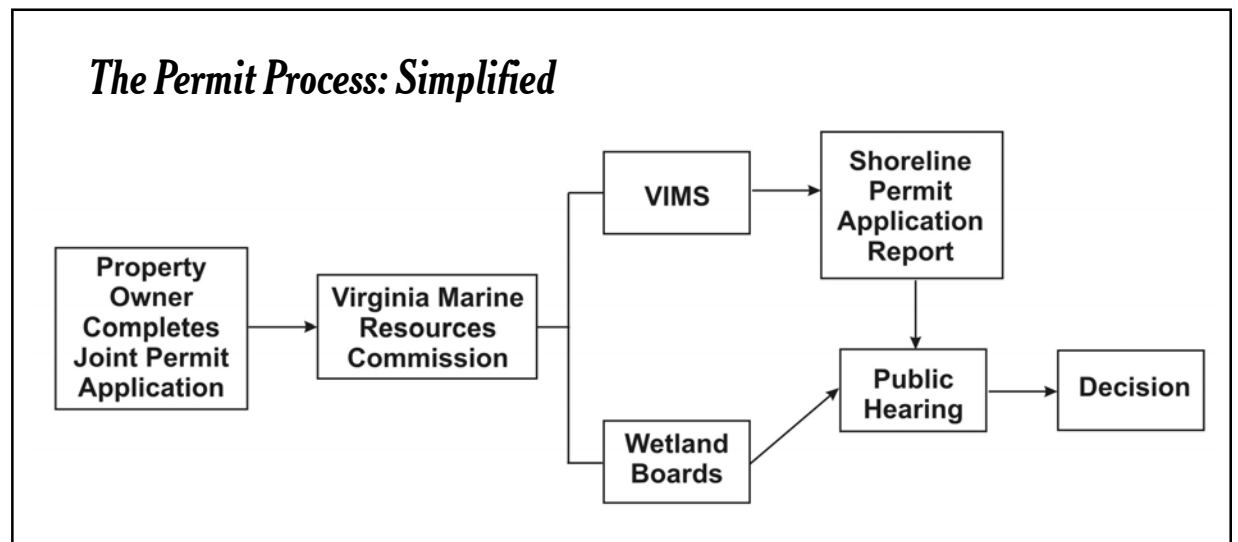 The Permit Process: Simplified
Property
Owner
Completes
Joint Permit
Application
Virginia Marine
Resources
Commission
VIMS
Wetland
Boards
Shoreline
Permit
Application
Report
Public
Hearing
Decision